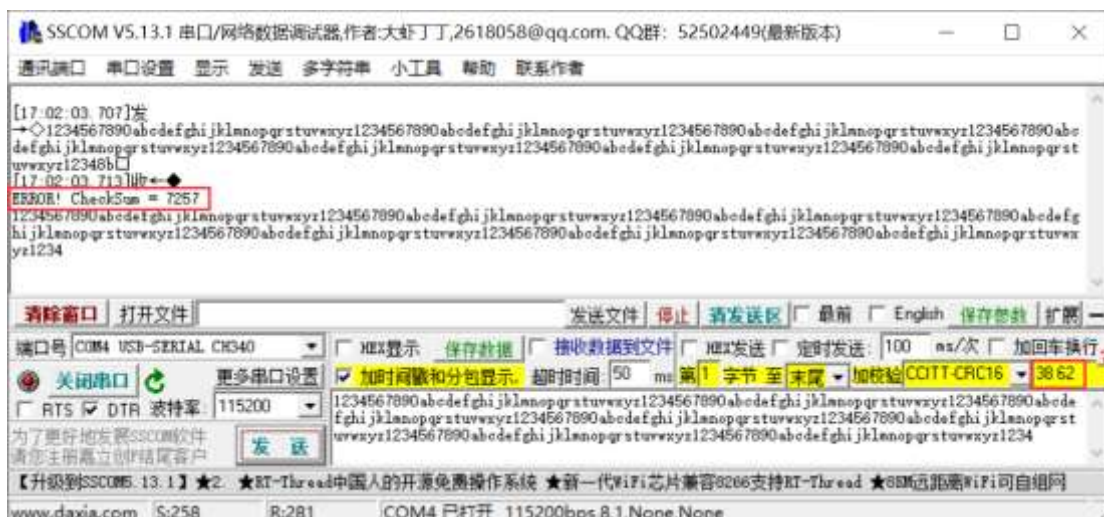 SSCOM V5.13.1 串口/网络数据调试器,作者:大虾丁丁,2618058@qq.com. QQ群: 52502449(最新版本)
通讯端口 串口设置 显示 发送 多字符串 小工具 帮助 联系作者
[17:02:03.707]发
→◇1234567890abcdefghijklmnopqrstuvwxyz1234567890abcdefghijklmnopqrstuvwxyz1234567890abcdefghijklmnopqrstuvwxyz1234567890abc
defghijklmnopqrstuvwxyz1234567890abcdefghijklmnopqrstuvwxyz1234567890abcdefghijklmnopqrstuvwxyz1234567890abcdefghijklmnopqrst
uvwxyz12348b□
[17:02:03.713]收←◆
ERROR! CheckSum = 7257
1234567890abcdefghijklmnopqrstuvwxyz1234567890abcdefghijklmnopqrstuvwxyz1234567890abcdefghijklmnopqrstuvwxyz1234567890abcdefg
hijklmnopqrstuvwxyz1234567890abcdefghijklmnopqrstuvwxyz1234567890abcdefghijklmnopqrstuvwxyz1234567890abcdefghijklmnopqrstuvwx
yz1234
清除窗口 打开文件 发送文件 停止 清发送区 最前 English 保存参数 扩展 —
端口号 COM4 USB-SERIAL CH340 HEX显示 保存数据 接收数据到文件 HEX发送 定时发送: 100 ms/次 加回车换行
关闭串口 更多串口设置 加时间戳和分包显示. 超时时间: 50 ms 第 1 字节 至 末尾 加校验 CCITT-CRC16 38 62
RTS DTR 波特率: 115200
1234567890abcdefghijklmnopqrstuvwxyz1234567890abcdefghijklmnopqrstuvwxyz1234567890abcdefghijklmnopqrstuvwxyz1234567890abcde
fghijklmnopqrstuvwxyz1234567890abcdefghijklmnopqrstuvwxyz1234567890abcdefghijklmnopqrstuvwxyz1234567890abcdefghijklmnopqrst
uvwxyz1234567890abcdefghijklmnopqrstuvwxyz1234
为了更好地发展SSCOM软件
请您注册嘉立创F结尾客户
发 送
【升级到SSCOM5.13.1】★2. ★RT-Thread中国人的开源免费操作系统 ★新一代WiFi芯片兼容8266支持RT-Thread ★8KM远距离WiFi可自组网
www.daxia.com S:258 R:281 COM4 已打开 115200bps,8,1,None,None